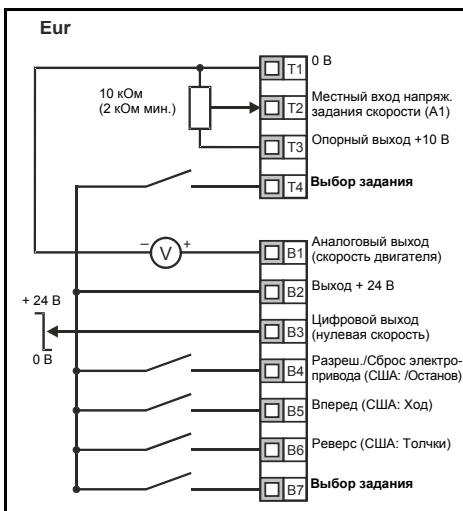 Eur
T1 0 В
10 кОм
(2 кОм мин.)
T2 Местный вход напряж.
задания скорости (A1)
T3 Опорный выход +10 В
T4 Выбор задания
– V +
B1 Аналоговый выход
(скорость двигателя)
B2 Выход + 24 В
+ 24 В
0 В
B3 Цифровой выход
(нулевая скорость)
B4 Разреш./Сброс электро-
привода (США: /Останов)
B5 Вперед (США: Ход)
B6 Реверс (США: Толчки)
B7 Выбор задания